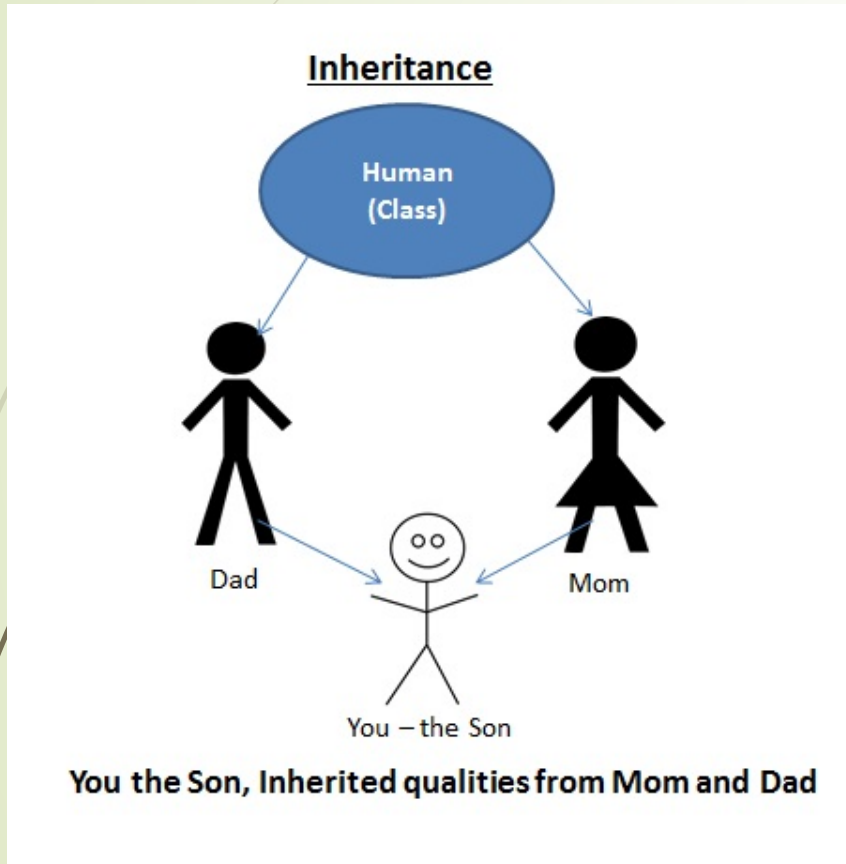 Inheritance
Human
(Class)
Dad
Mom
You – the Son
You the Son, Inherited qualities from Mom and Dad